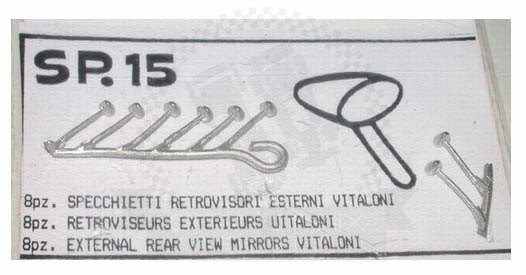 SP.15
8pz. SPECCHIETTI RETROVISORI ESTERNI VITALONI
8pz. RETROVISEURS EXTERIEURS UITALONI
8pz. EXTERNAL REAR VIEW MIRRORS VITALONI